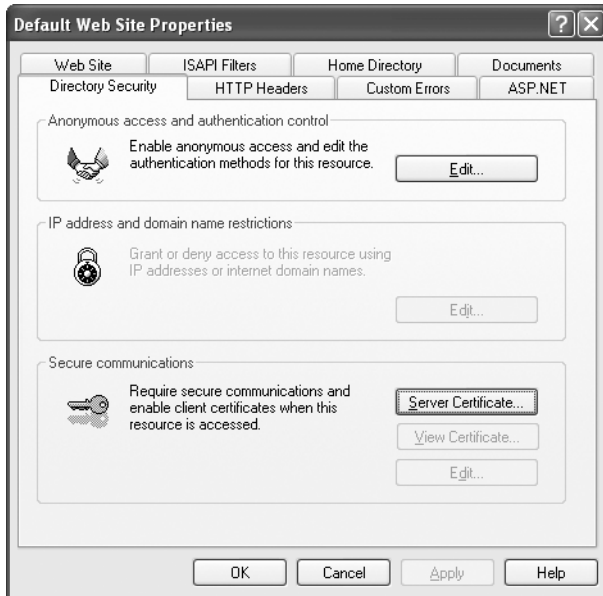 Default Web Site Properties
?
X
Web Site
ISAPI Filters
Home Directory
Documents
Directory Security
HTTP Headers
Custom Errors
ASP.NET
Anonymous access and authentication control
Enable anonymous access and edit the
authentication methods for this resource.
Edit...
IP address and domain name restrictions
Grant or deny access to this resource using
IP addresses or internet domain names.
Edit...
Secure communications
Require secure communications and
enable client certificates when this
resource is accessed.
Server Certificate...
View Certificate...
Edit...
OK
Cancel
Apply
Help